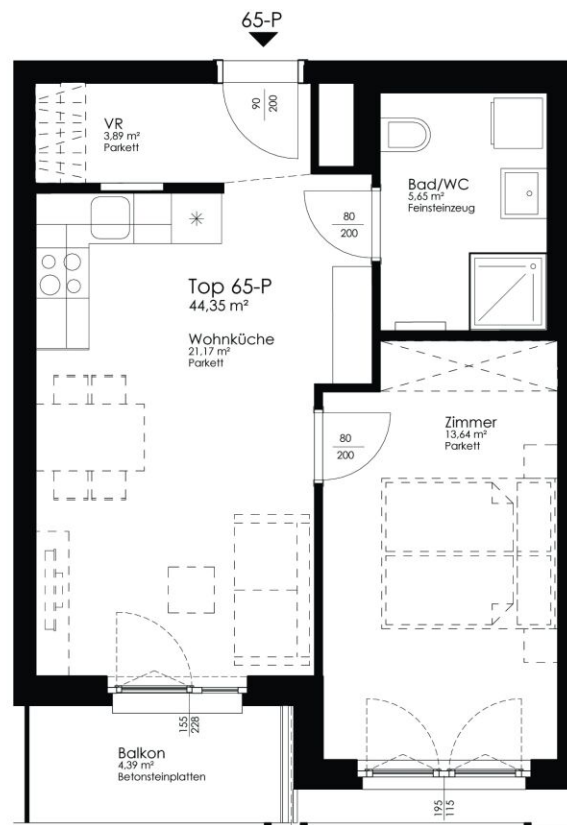 65-P
90
200
VR
3,89 m²
Parkett
Bad/WC
5,65 m²
Feinsteinzeug
80
200
Top 65-P
44,35 m²
Wohnküche
21,17 m²
Parkett
80
200
Zimmer
13,64 m²
Parkett
155
228
Balkon
4,39 m²
Betonsteinplatten
195
115